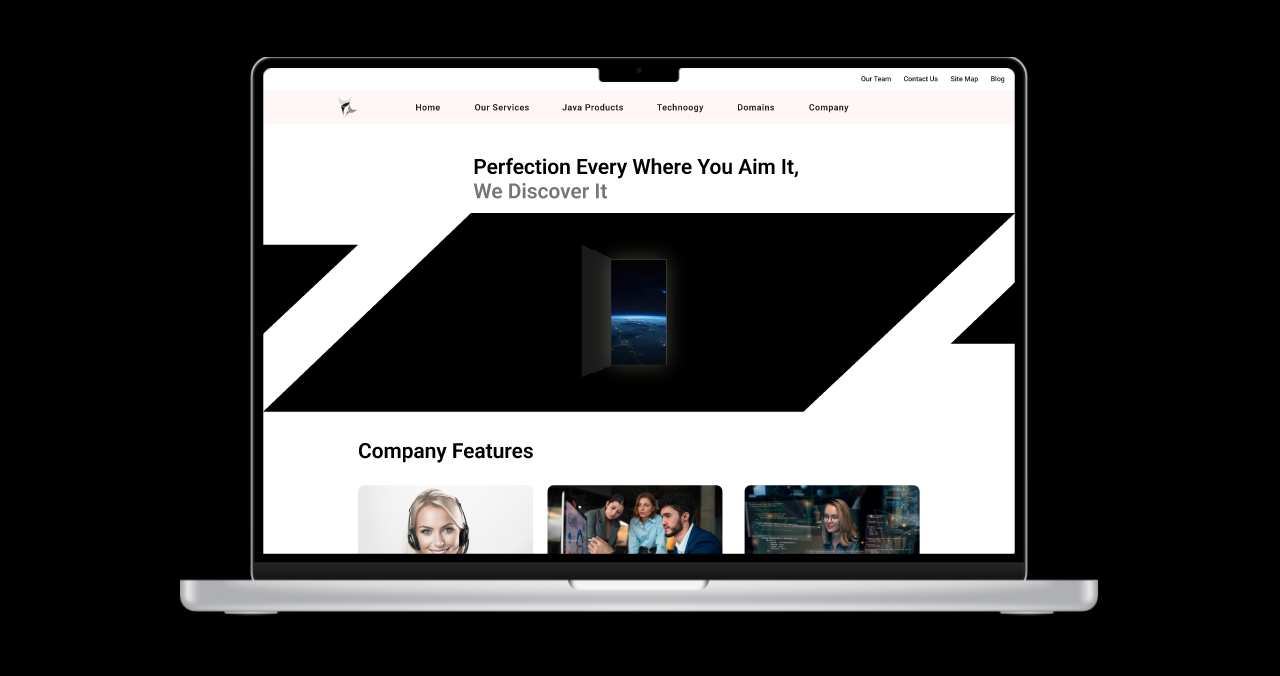 Our Team Contact Us Site Map Blog
Home Our Services Java Products Technoogy Domains Company
Perfection Every Where You Aim It,
We Discover It
Company Features